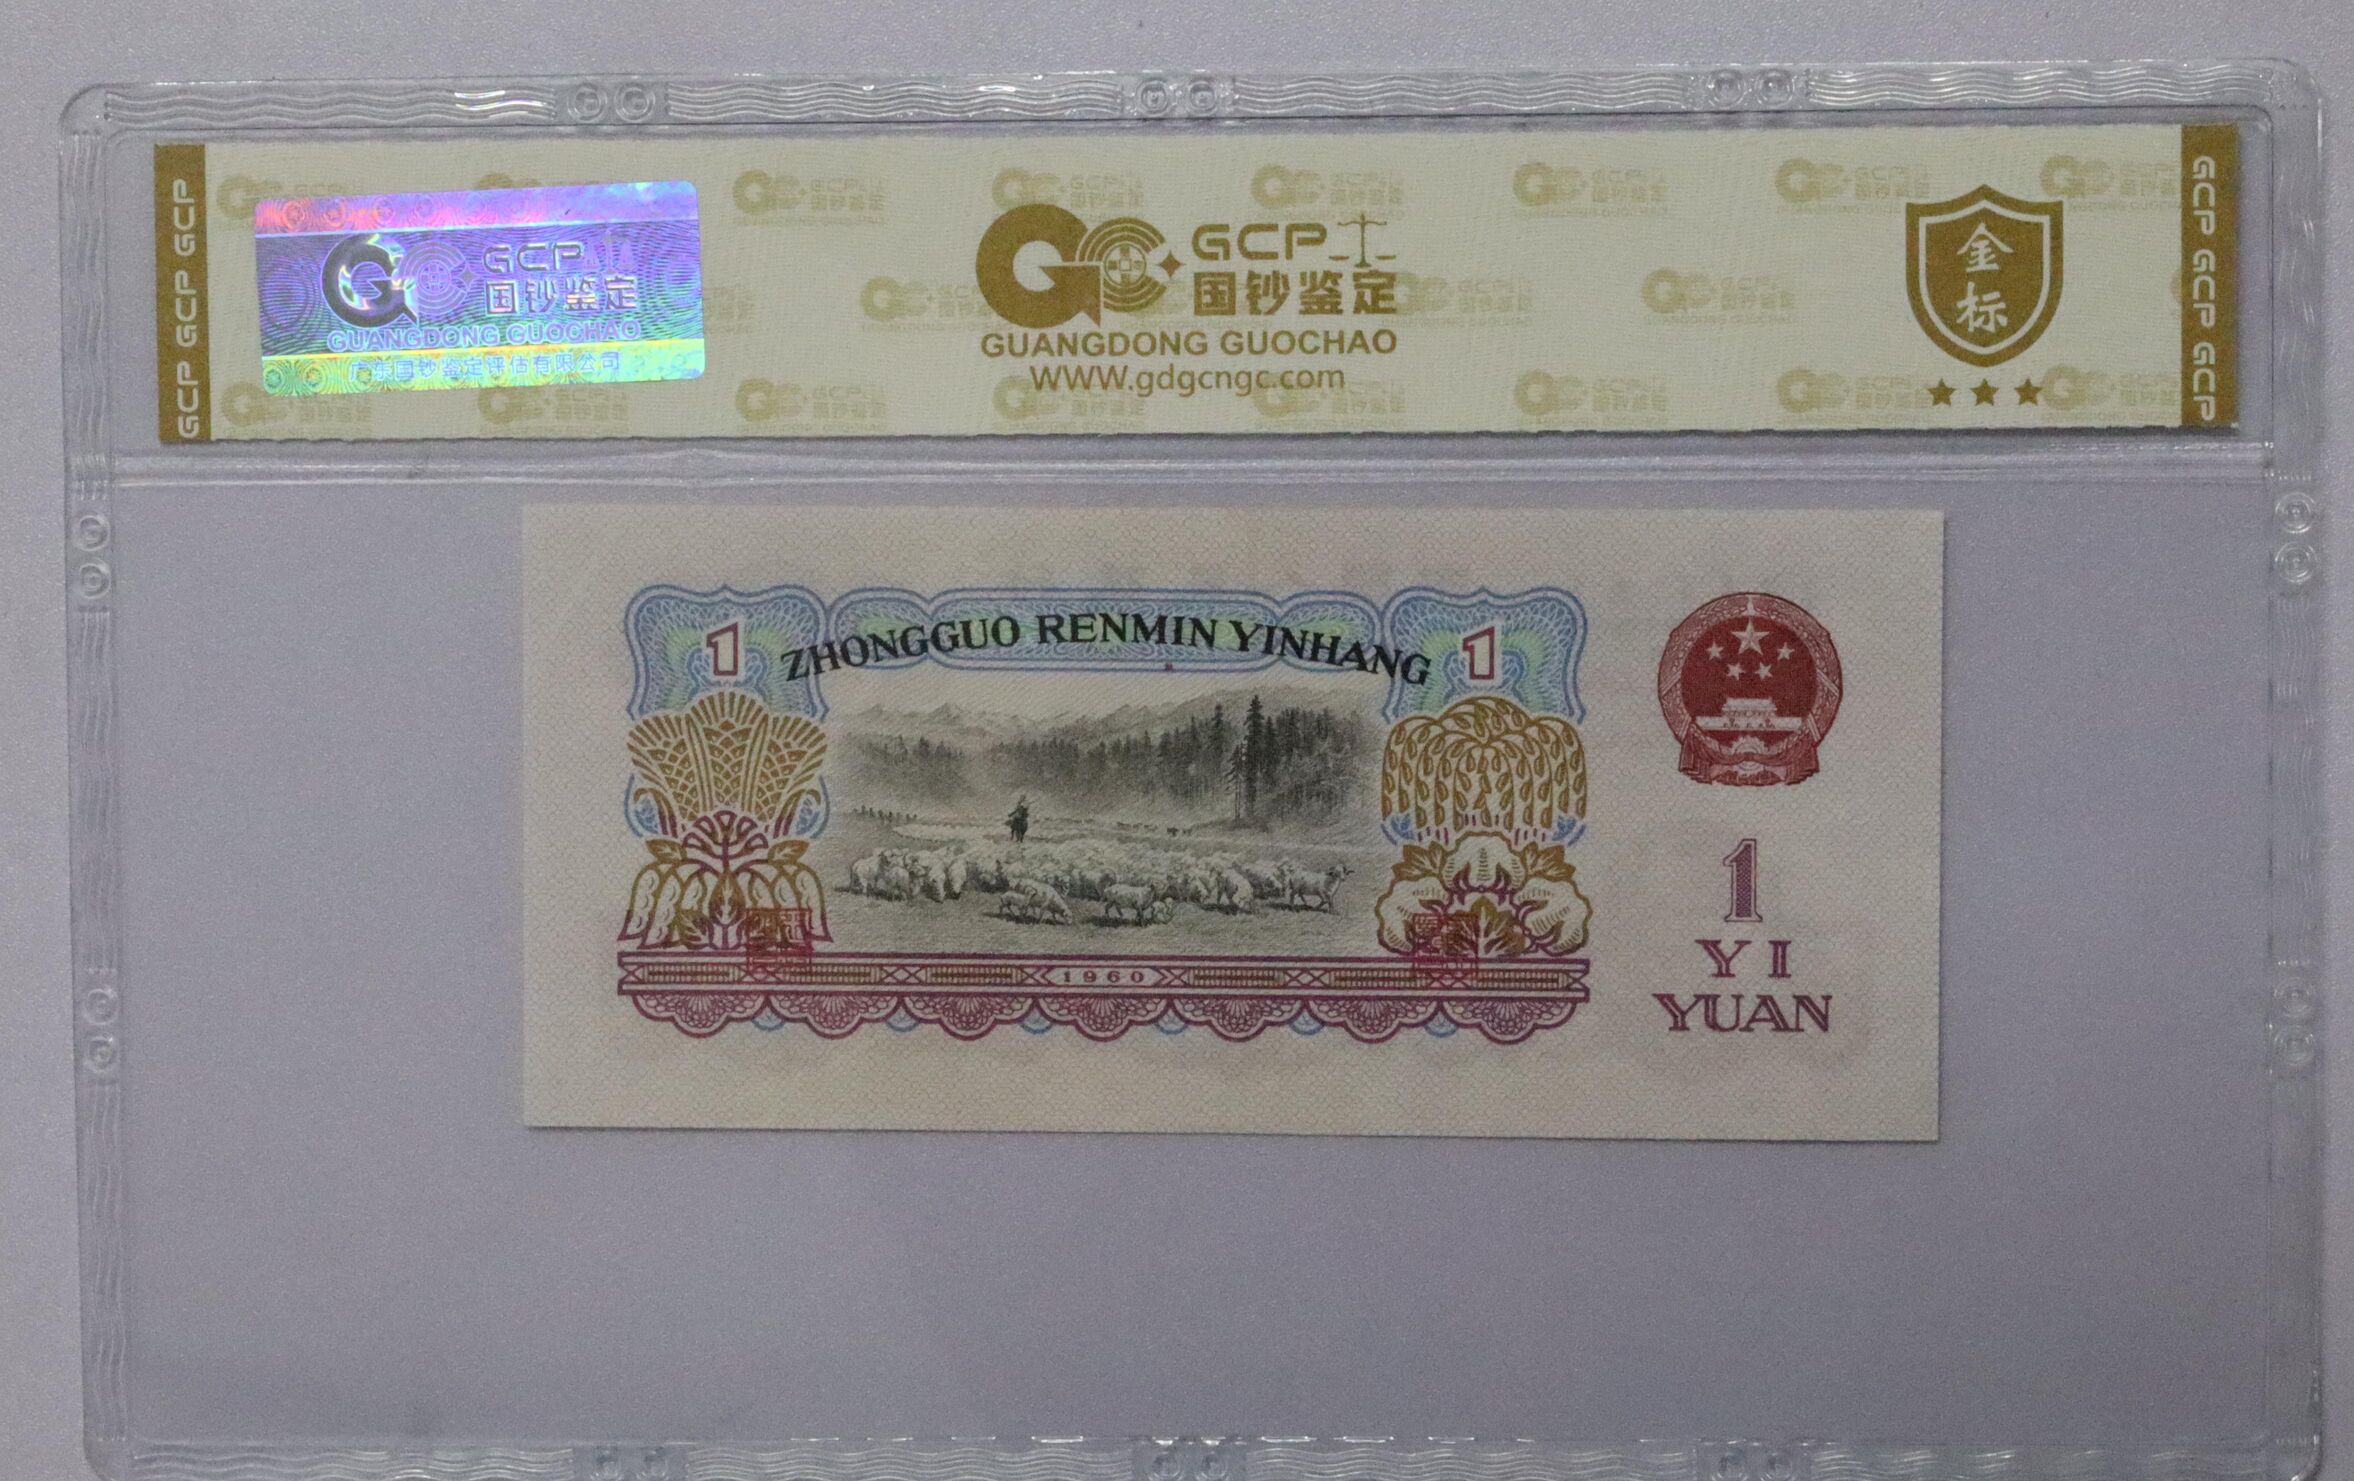 GCP GCP GCP
GCP
国钞鉴定
GUANGDONG GUOCHAO
广东国钞鉴定评估有限公司
GCP
国钞鉴定
GUANGDONG GUOCHAO
WWW.gdgcngc.com
金标
GCP GCP GCP
1
ZHONGGUO RENMIN YINHANG
1
1960
1
YI
YUAN